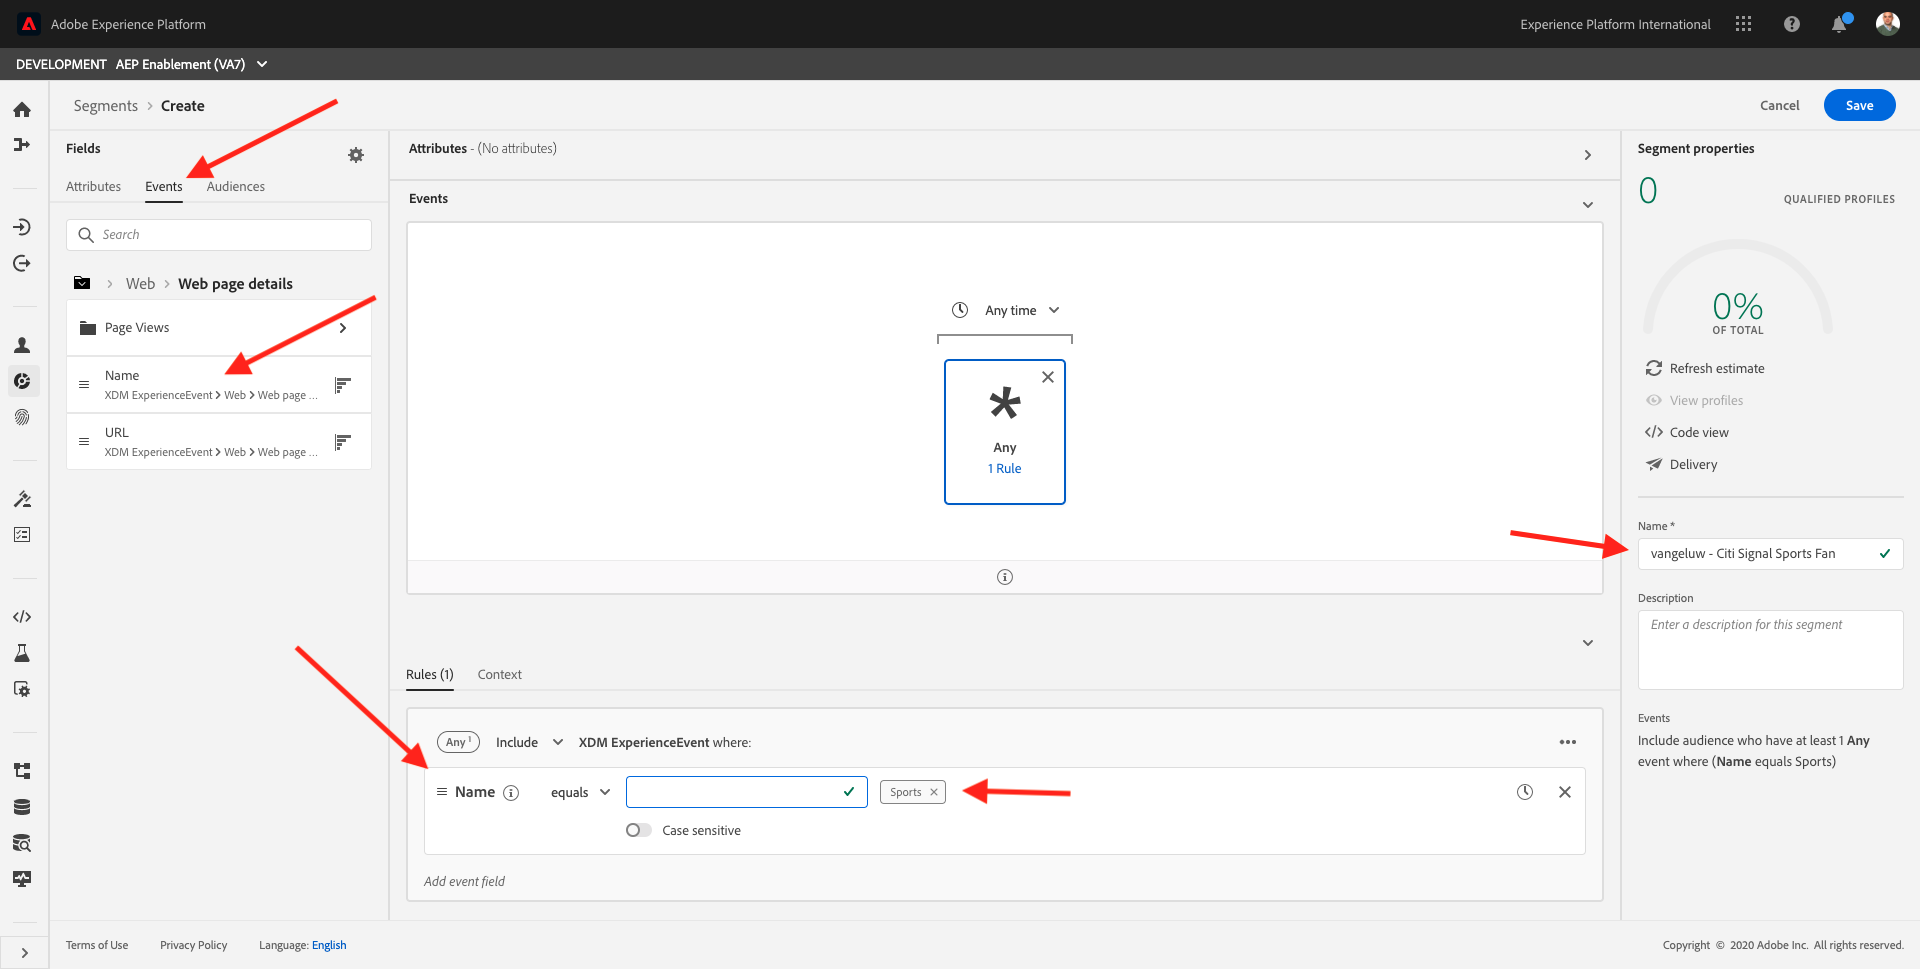 Adobe Experience Platform
Experience Platform International
DEVELOPMENT AEP Enablement (VA7)
Segments > Create
Cancel
Save
Fields
Attributes
Events
Audiences
Search
Web > Web page details
Page Views
Name
XDM ExperienceEvent > Web > Web page ...
URL
XDM ExperienceEvent > Web > Web page ...
Attributes - (No attributes)
Events
Any time
Any
1 Rule
Rules (1)
Context
Any 1 Include XDM ExperienceEvent where:
Name equals Sports
Case sensitive
Add event field
Segment properties
0
QUALIFIED PROFILES
0%
OF TOTAL
Refresh estimate
View profiles
Code view
Delivery
Name *
vangeluw - Citi Signal Sports Fan
Description
Enter a description for this segment
Events
Include audience who have at least 1 Any
event where (Name equals Sports)
Terms of Use
Privacy Policy
Language: English
Copyright © 2020 Adobe Inc. All rights reserved.